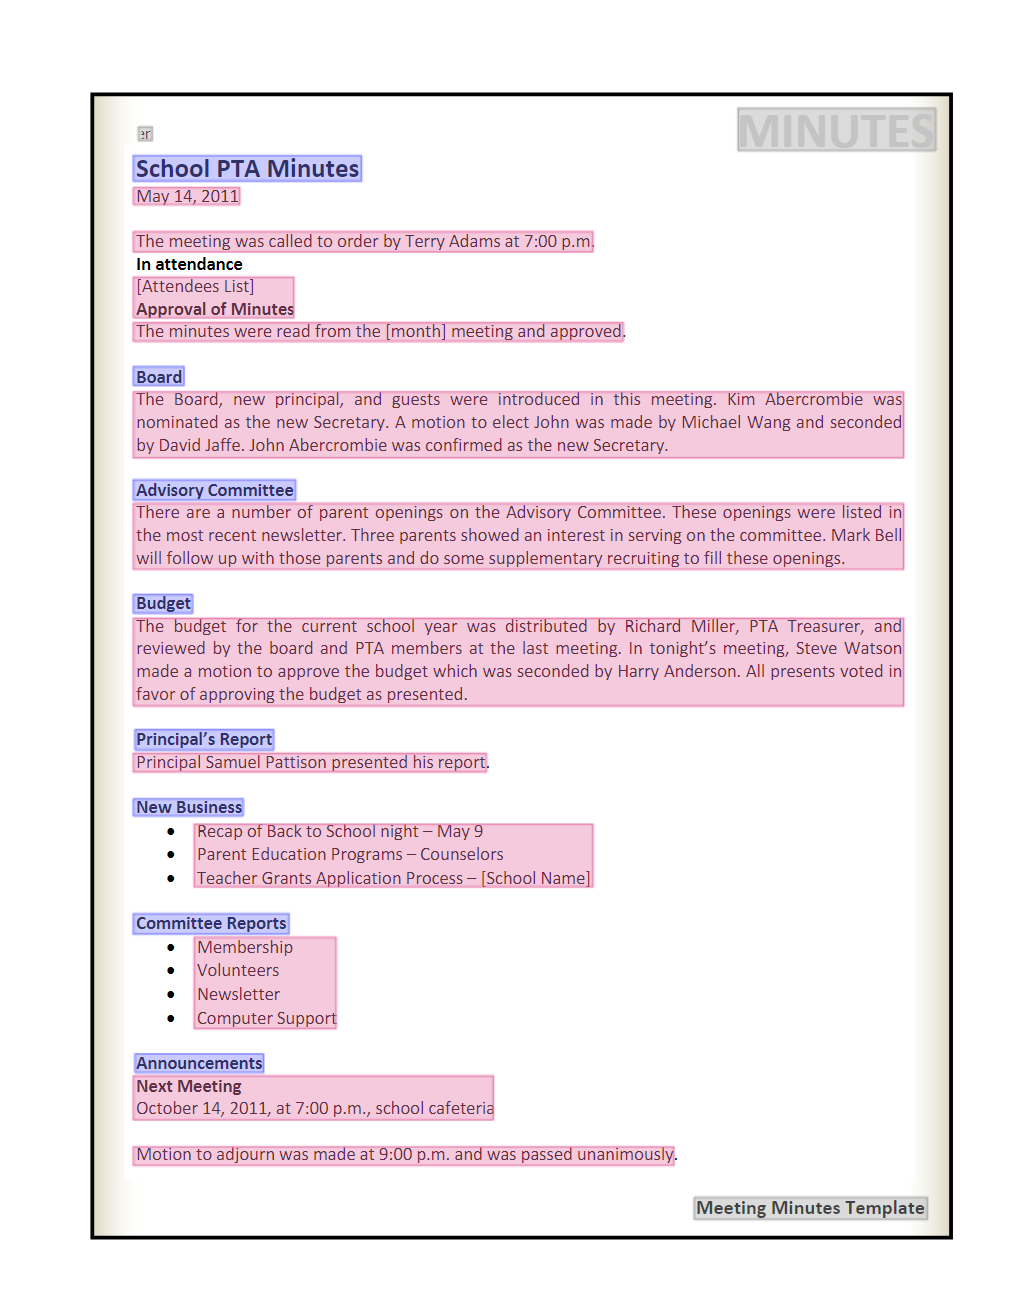 er
MINUTES
School PTA Minutes
May 14, 2011
The meeting was called to order by Terry Adams at 7:00 p.m.
In attendance
[Attendees List]
Approval of Minutes
The minutes were read from the [month] meeting and approved.
Board
The Board, new principal, and guests were introduced in this meeting. Kim Abercrombie was
nominated as the new Secretary. A motion to elect John was made by Michael Wang and seconded
by David Jaffe. John Abercrombie was confirmed as the new Secretary.
Advisory Committee
There are a number of parent openings on the Advisory Committee. These openings were listed in
the most recent newsletter. Three parents showed an interest in serving on the committee. Mark Bell
will follow up with those parents and do some supplementary recruiting to fill these openings.
Budget
The budget for the current school year was distributed by Richard Miller, PTA Treasurer, and
reviewed by the board and PTA members at the last meeting. In tonight’s meeting, Steve Watson
made a motion to approve the budget which was seconded by Harry Anderson. All presents voted in
favor of approving the budget as presented.
Principal’s Report
Principal Samuel Pattison presented his report.
New Business
• Recap of Back to School night – May 9
• Parent Education Programs – Counselors
• Teacher Grants Application Process – [School Name]
Committee Reports
• Membership
• Volunteers
• Newsletter
• Computer Support
Announcements
Next Meeting
October 14, 2011, at 7:00 p.m., school cafeteria
Motion to adjourn was made at 9:00 p.m. and was passed unanimously.
Meeting Minutes Template